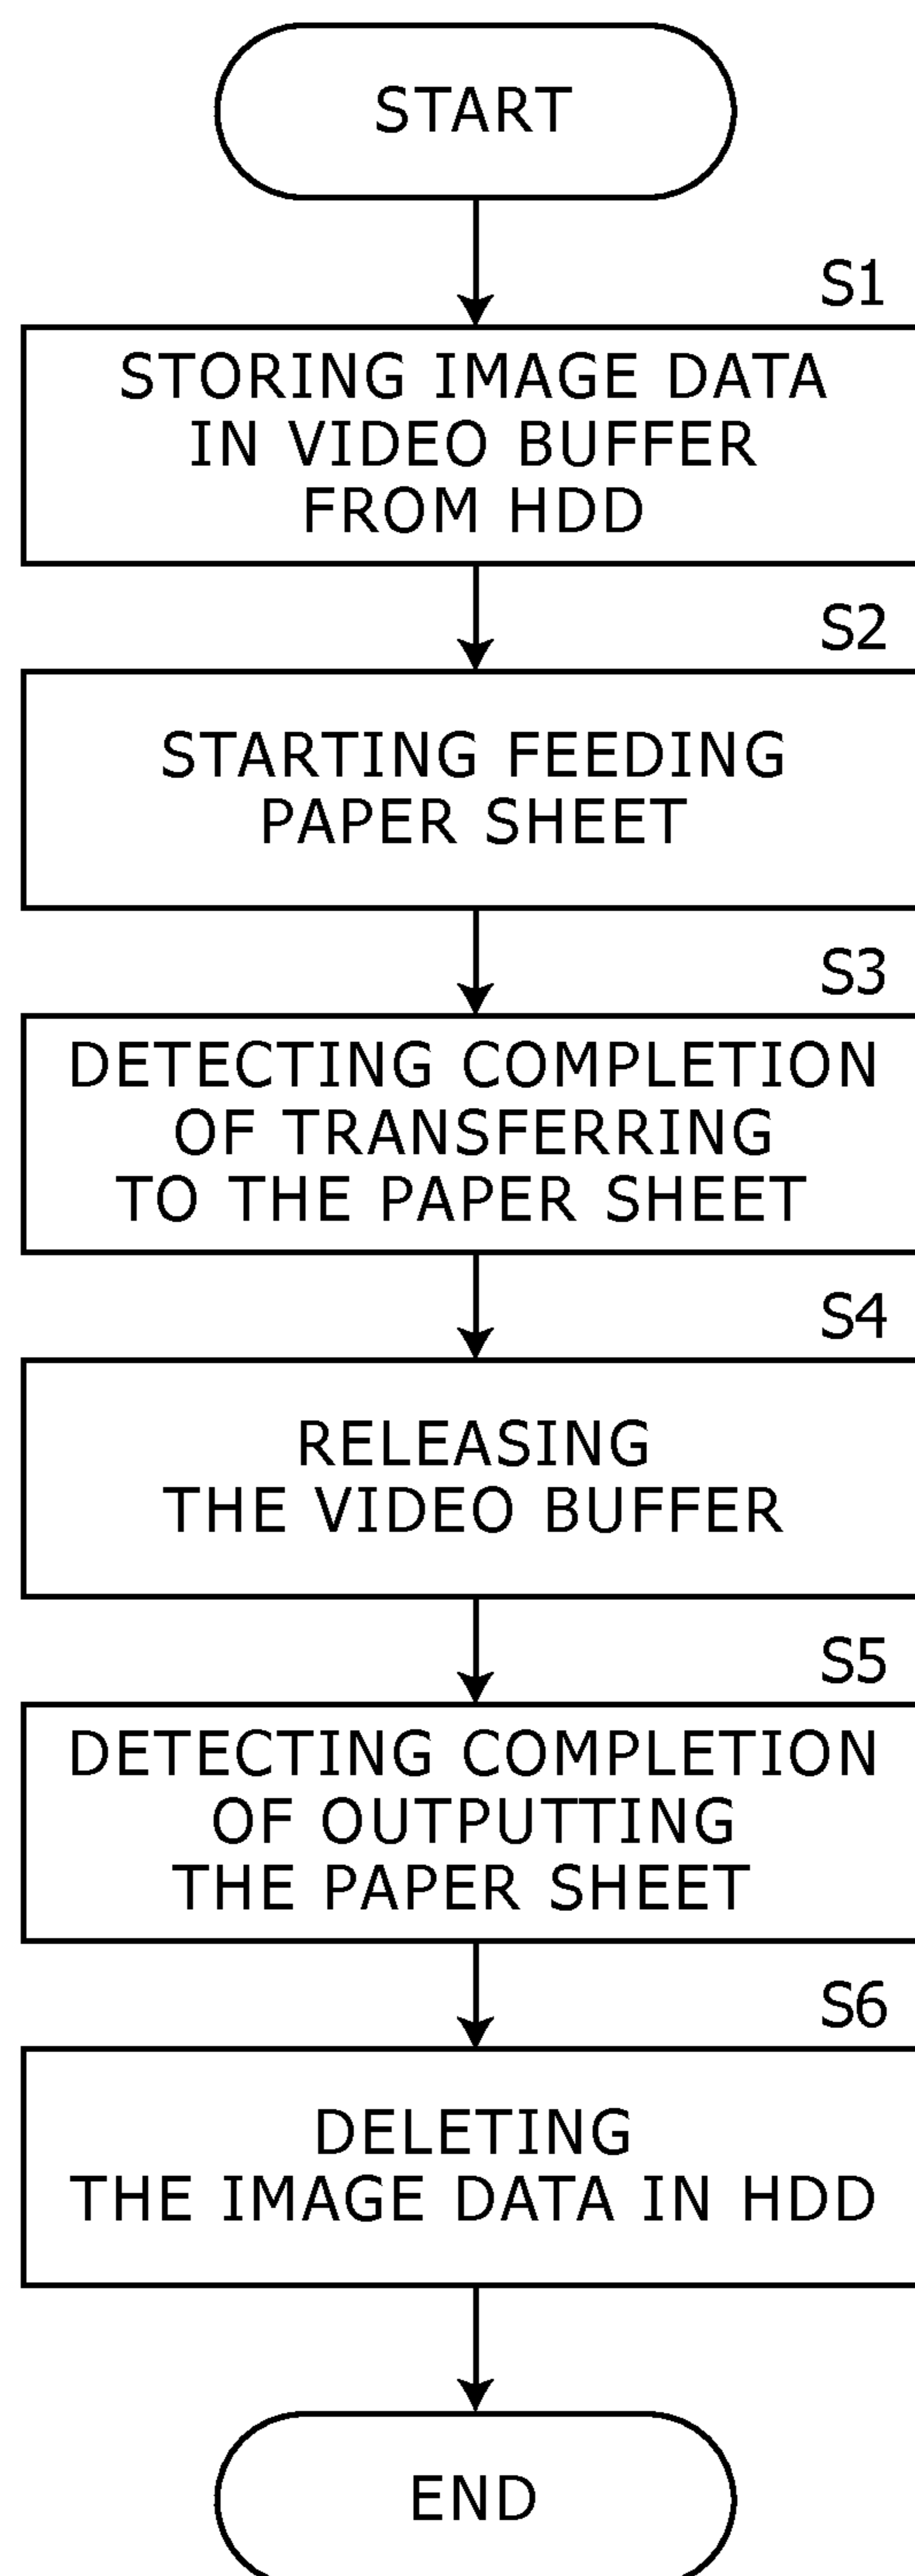 START
S1
STORING IMAGE DATA
IN VIDEO BUFFER
FROM HDD
S2
STARTING FEEDING
PAPER SHEET
S3
DETECTING COMPLETION
OF TRANSFERRING
TO THE PAPER SHEET
S4
RELEASING
THE VIDEO BUFFER
S5
DETECTING COMPLETION
OF OUTPUTTING
THE PAPER SHEET
S6
DELETING
THE IMAGE DATA IN HDD
END